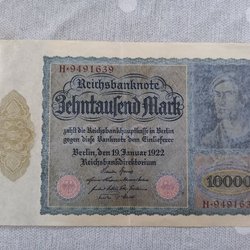 Reichsbanknote
H·9491639
Zehntausend Mark
zahlt die Reichsbankhauptkasse in Berlin
gegen diese Banknote dem Einlieferer
Berlin, den 19. Januar 1922
Reichsbankdirektorium
10000
H·9491639